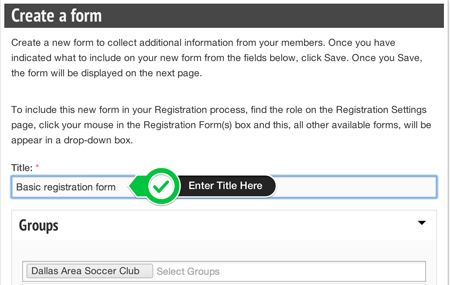 Create a form
Create a new form to collect additional information from your members. Once you have
indicated what to include on your new form from the fields below, click Save. Once you Save,
the form will be displayed on the next page.
To include this new form in your Registration process, find the role on the Registration Settings
page, click your mouse in the Registration Form(s) box and this, all other available forms, will be
appear in a drop-down box.
Title: *
Basic registration form Enter Title Here
Groups
Dallas Area Soccer Club Select Groups